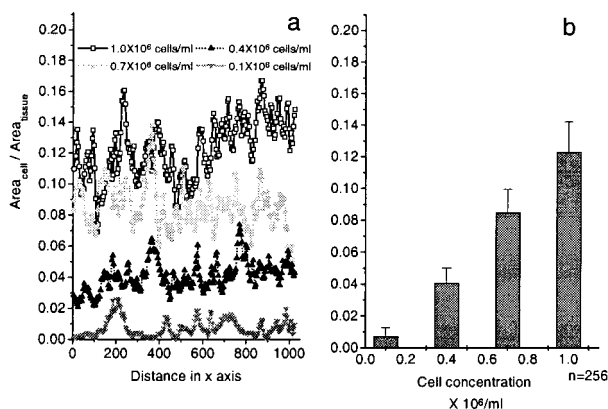 a
1.0X10⁶ cells/ml
0.4X10⁶ cells/ml
0.7X10⁶ cells/ml
0.1X10⁶ cells/ml
Area_cell / Area_tissue
0.20
0.18
0.16
0.14
0.12
0.10
0.08
0.06
0.04
0.02
0.00
0 200 400 600 800 1000
Distance in x axis
b
0.20
0.18
0.16
0.14
0.12
0.10
0.08
0.06
0.04
0.02
0.00
0.0 0.2 0.4 0.6 0.8 1.0
n=256
Cell concentration
X 10⁶/ml